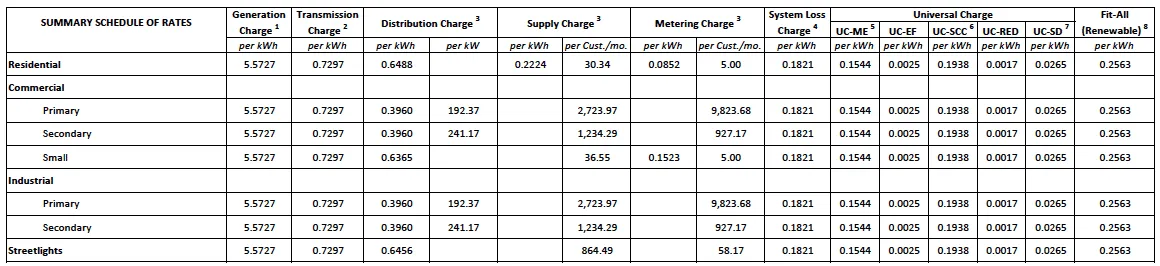 SUMMARY SCHEDULE OF RATES Generation Charge 1 Transmission Charge 2 Distribution Charge 3 Supply Charge 3 Metering Charge 3 System Loss Charge 4 Universal Charge Fit-All (Renewable) 8
UC-ME 5 UC-EF UC-SCC 6 UC-RED UC-SD 7
per kWh per kWh per kWh per kW per kWh per Cust./mo. per kWh per Cust./mo. per kWh per kWh per kWh per kWh per kWh per kWh per kWh
Residential 5.5727 0.7297 0.6488 0.2224 30.34 0.0852 5.00 0.1821 0.1544 0.0025 0.1938 0.0017 0.0265 0.2563
Commercial
Primary 5.5727 0.7297 0.3960 192.37 2,723.97 9,823.68 0.1821 0.1544 0.0025 0.1938 0.0017 0.0265 0.2563
Secondary 5.5727 0.7297 0.3960 241.17 1,234.29 927.17 0.1821 0.1544 0.0025 0.1938 0.0017 0.0265 0.2563
Small 5.5727 0.7297 0.6365 36.55 0.1523 5.00 0.1821 0.1544 0.0025 0.1938 0.0017 0.0265 0.2563
Industrial
Primary 5.5727 0.7297 0.3960 192.37 2,723.97 9,823.68 0.1821 0.1544 0.0025 0.1938 0.0017 0.0265 0.2563
Secondary 5.5727 0.7297 0.3960 241.17 1,234.29 927.17 0.1821 0.1544 0.0025 0.1938 0.0017 0.0265 0.2563
Streetlights 5.5727 0.7297 0.6456 864.49 58.17 0.1821 0.1544 0.0025 0.1938 0.0017 0.0265 0.2563